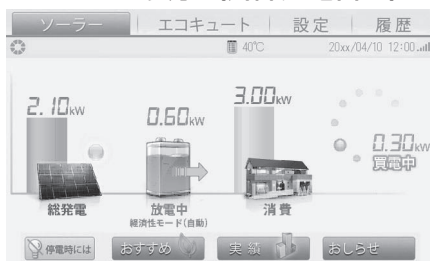 ソーラー エコキュート 設定 履歴
40℃ 20xx/04/10 12:00
2.10kW
0.60kW
3.00kW
0.30kW
買電中
総発電
放電中
経済性モード(自動)
消費
停電時には おすすめ 実績 おしらせ